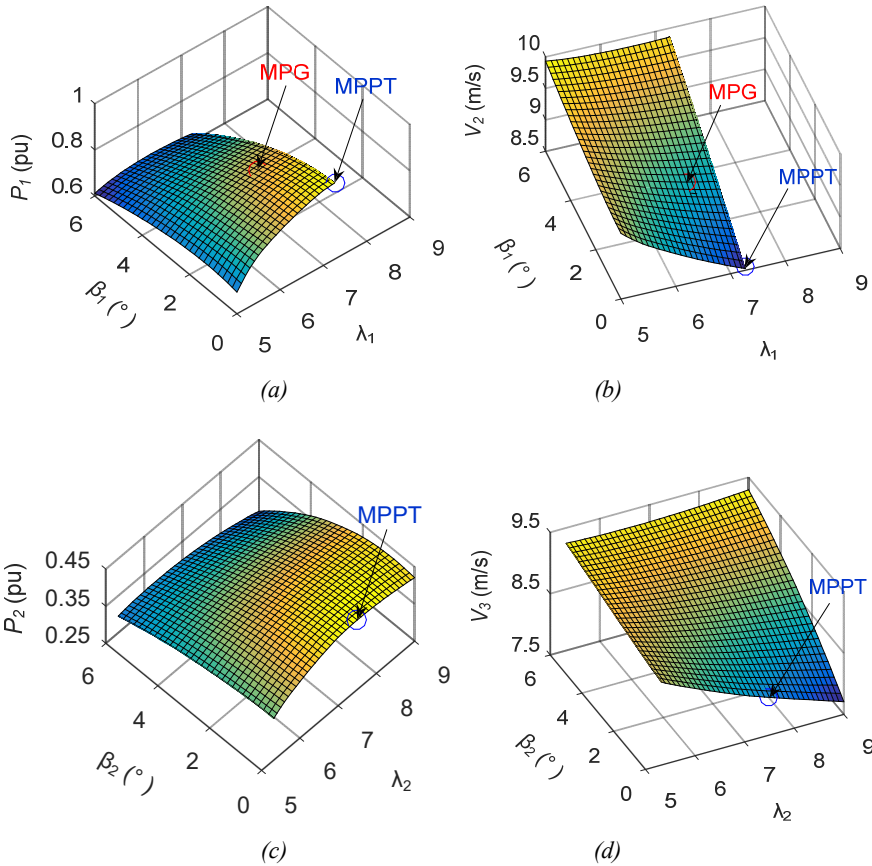 MPG
MPPT
1
0.8
0.6
P1 (pu)
6
4
2
0
β1 (°)
5
6
7
8
9
λ1
(a)
10
9.5
9
8.5
V2 (m/s)
MPG
MPPT
6
4
2
0
β1 (°)
5
6
7
8
9
λ1
(b)
MPPT
0.45
0.35
0.25
P2 (pu)
6
4
2
0
β2 (°)
5
6
7
8
9
λ2
(c)
9.5
8.5
7.5
V3 (m/s)
MPPT
6
4
2
0
β2 (°)
5
6
7
8
9
λ2
(d)